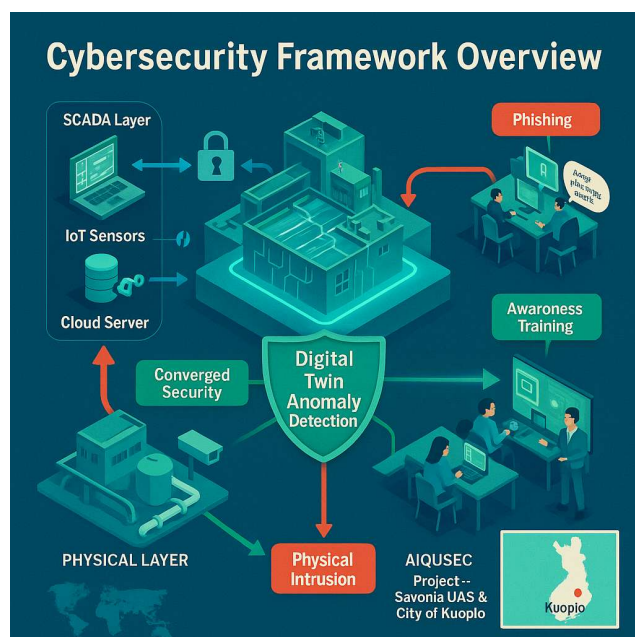 Cybersecurity Framework Overview
SCADA Layer
IoT Sensors
Cloud Server
Phishing
Awareness
Training
Converged
Security
Digital
Twin
Anomaly
Detection
PHYSICAL LAYER
Physical
Intrusion
AIQUSEC
Project--
Savonia UAS &
City of Kuoplo
Kuopio